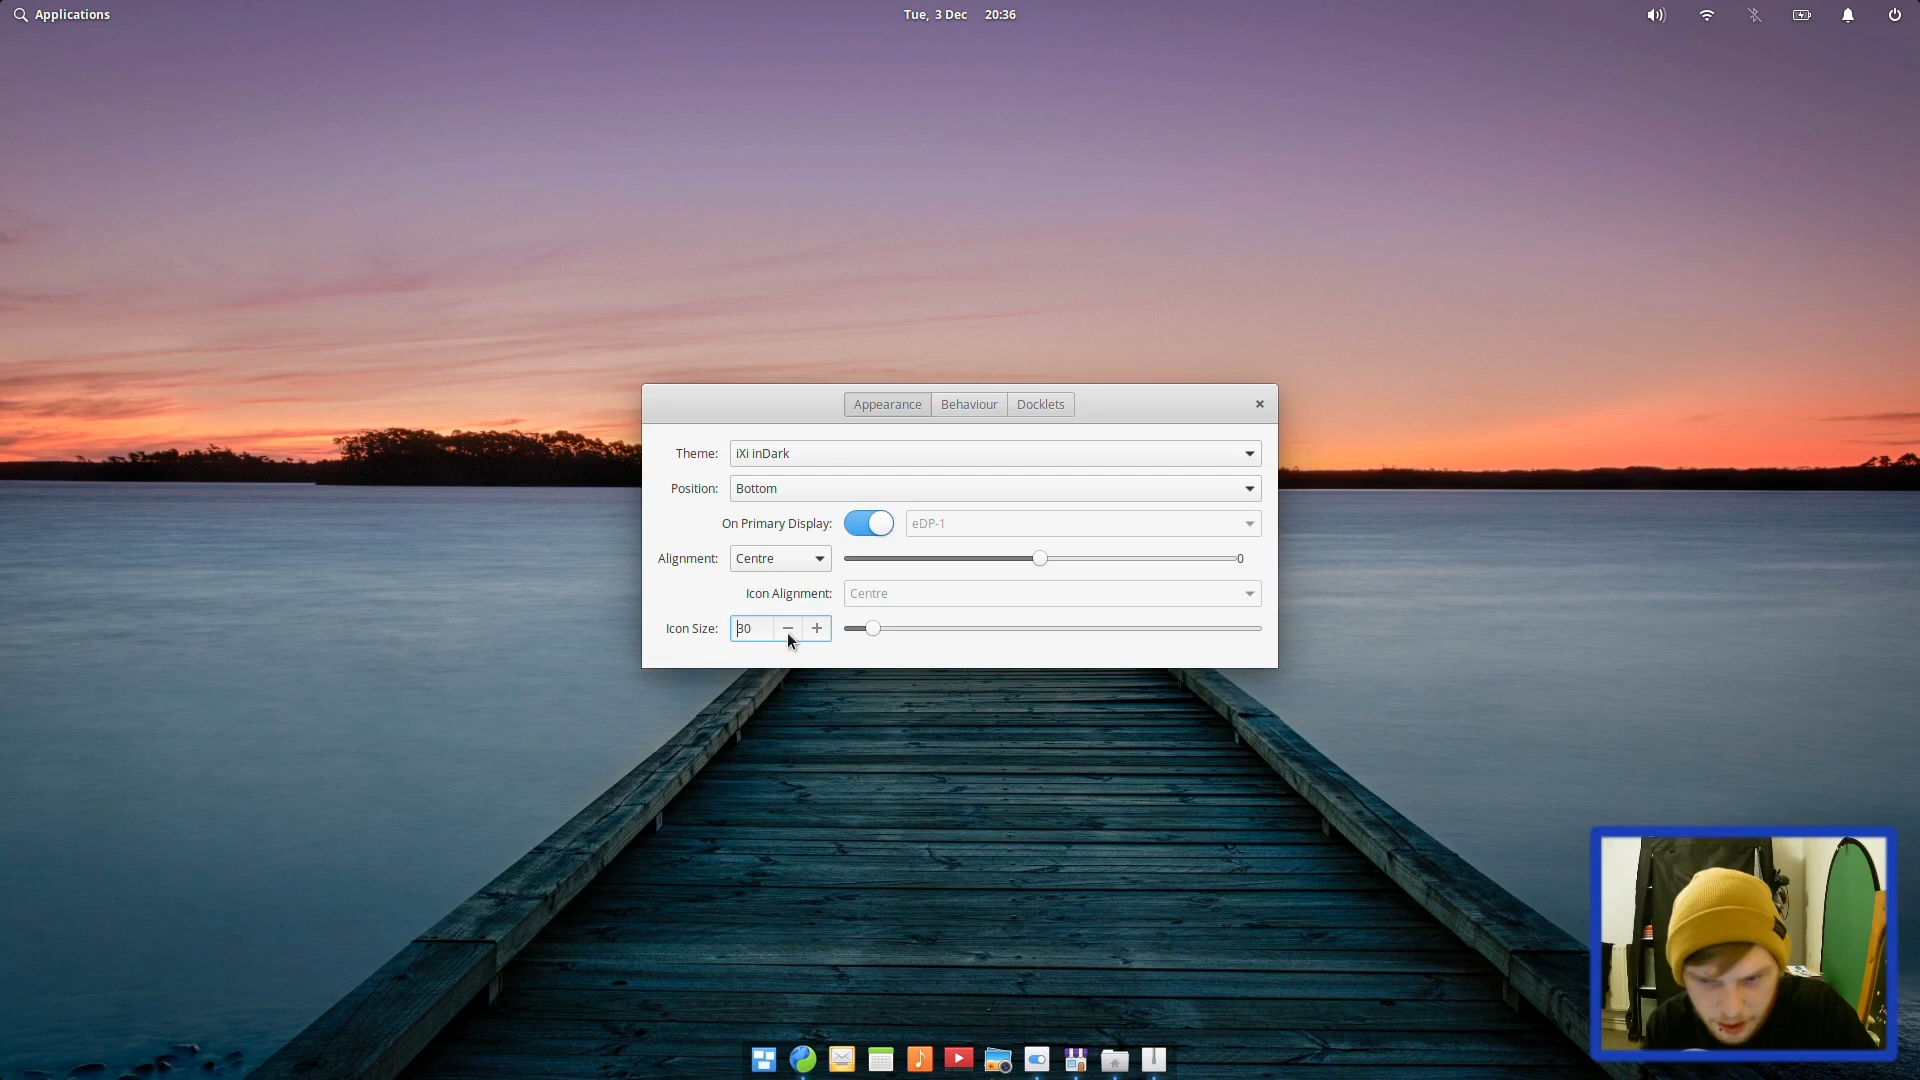 Applications
Tue, 3 Dec 20:36
Appearance Behaviour Docklets
Theme: iXi inDark
Position: Bottom
On Primary Display: eDP-1
Alignment: Centre 0
Icon Alignment: Centre
Icon Size: 30